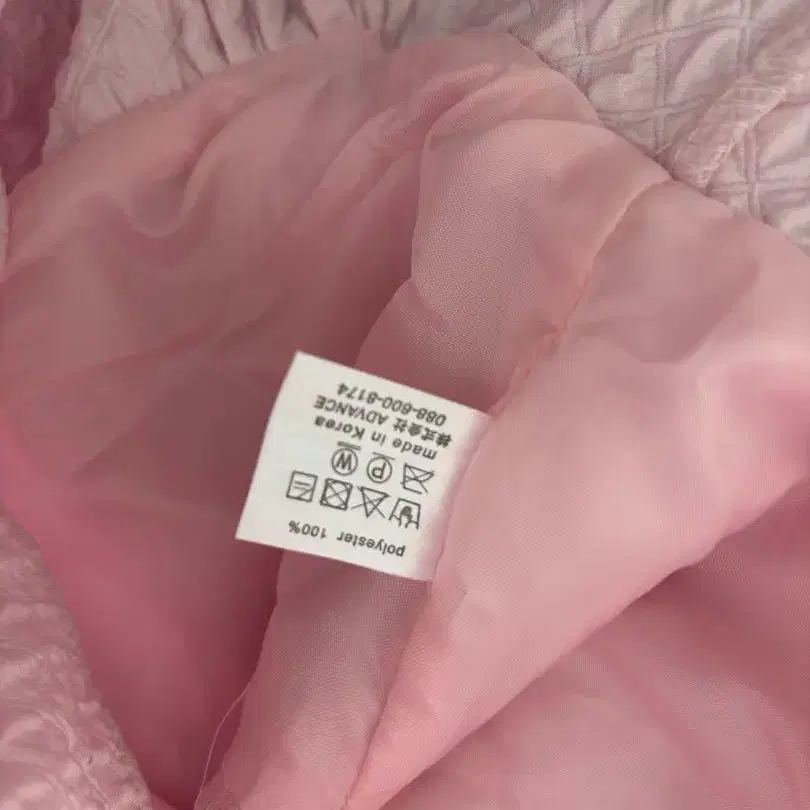 polyester 100%
P W
made in Korea
株式会社 ADVANCE
088-600-8174